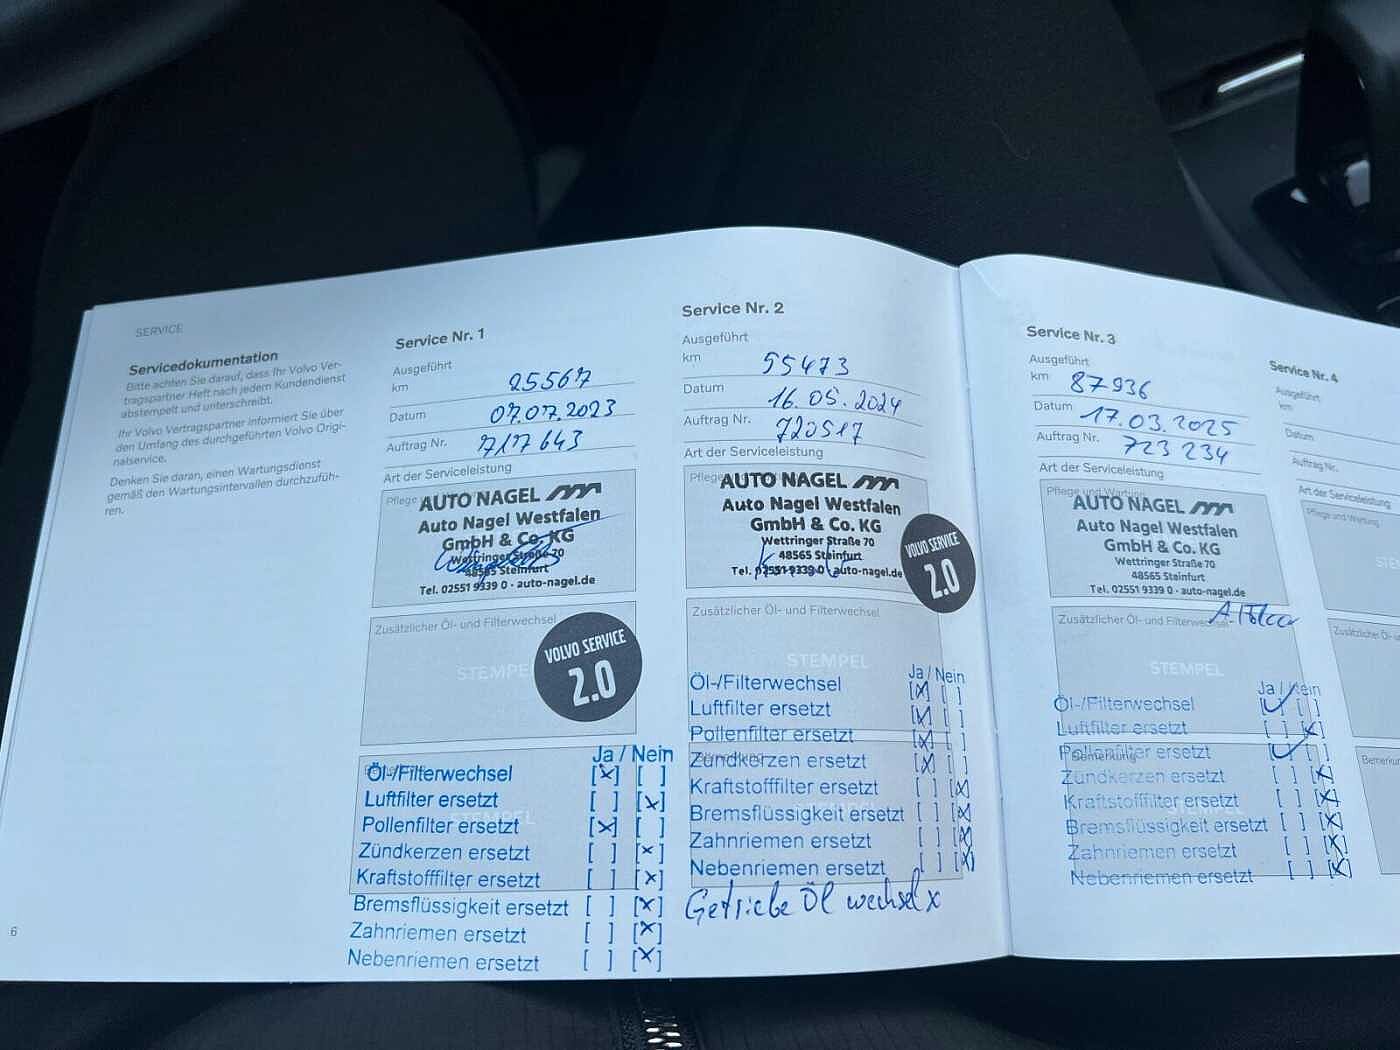 SERVICE
Servicedokumentation
Bitte achten Sie darauf, dass Ihr Volvo Ver-
tragspartner Heft nach jedem Kundendienst
abstempelt und unterschreibt.
Ihr Volvo Vertragspartner informiert Sie über
den Umfang des durchgeführten Volvo Origi-
nalservice.
Denken Sie daran, einen Wartungsdienst
gemäß den Wartungsintervallen durchzufüh-
ren.
6
Service Nr. 1
Ausgeführt
km 25567
Datum 07.07.2023
Auftrag Nr. 717643
Art der Serviceleistung
Pflege
AUTO NAGEL
Auto Nagel Westfalen
GmbH & Co. KG
Wettringer Straße 70
48565 Steinfurt
Tel. 02551 9339 0 · auto-nagel.de
Zusätzlicher Öl- und Filterwechsel
STEMPEL
VOLVO SERVICE
2.0
Ja / Nein
Öl-/Filterwechsel [x] [ ]
Luftfilter ersetzt [ ] [x]
Pollenfilter ersetzt [x] [ ]
Zündkerzen ersetzt [ ] [x]
Kraftstofffilter ersetzt [ ] [x]
Bremsflüssigkeit ersetzt [ ] [x]
Zahnriemen ersetzt [ ] [x]
Nebenriemen ersetzt [ ] [x]
Service Nr. 2
Ausgeführt
km 55473
Datum 16.05.2024
Auftrag Nr. 720517
Art der Serviceleistung
Pflege und Wartung
AUTO NAGEL
Auto Nagel Westfalen
GmbH & Co. KG
Wettringer Straße 70
48565 Steinfurt
Tel. 02551 9339 0 · auto-nagel.de
VOLVO SERVICE
2.0
Zusätzlicher Öl- und Filterwechsel
STEMPEL
Ja / Nein
Öl-/Filterwechsel [x] [ ]
Luftfilter ersetzt [x] [ ]
Pollenfilter ersetzt [x] [ ]
Zündkerzen ersetzt [x] [ ]
Kraftstofffilter ersetzt [ ] [x]
Bremsflüssigkeit ersetzt [ ] [x]
Zahnriemen ersetzt [ ] [x]
Nebenriemen ersetzt [ ] [x]
Getriebe Öl wechsel x
Service Nr. 3
Ausgeführt
km 87936
Datum 17.03.2025
Auftrag Nr. 723 234
Art der Serviceleistung
Pflege und Wartung
AUTO NAGEL
Auto Nagel Westfalen
GmbH & Co. KG
Wettringer Straße 70
48565 Steinfurt
Tel. 02551 9339 0 · auto-nagel.de
Zusätzlicher Öl- und Filterwechsel
STEMPEL
Ja / Nein
Öl-/Filterwechsel [✓] [ ]
Luftfilter ersetzt [ ] [x]
Pollenfilter ersetzt [✓] [ ]
Bemerkung
Zündkerzen ersetzt [ ] [x]
Kraftstofffilter ersetzt [ ] [x]
Bremsflüssigkeit ersetzt [ ] [x]
Zahnriemen ersetzt [ ] [x]
Nebenriemen ersetzt [ ] [x]
Service Nr. 4
Ausgeführt
km
Datum
Auftrag Nr.
Art der Serviceleistung
Pflege und Wartung
Zusätzlicher Öl-